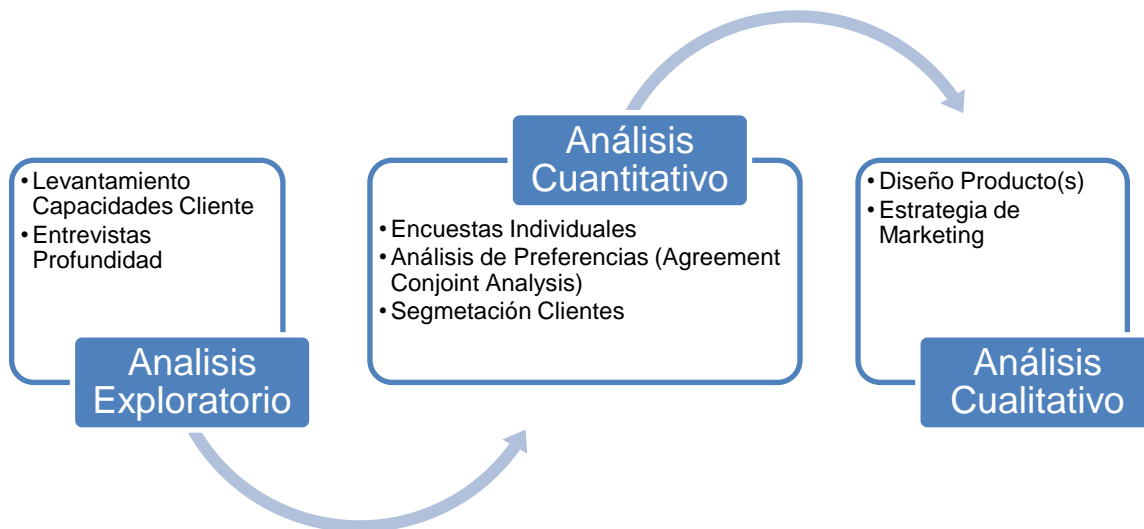 • Levantamiento
Capacidades Cliente
• Entrevistas
Profundidad
Analisis
Exploratorio
Análisis
Cuantitativo
• Encuestas Individuales
• Análisis de Preferencias (Agreement
Conjoint Analysis)
• Segmetación Clientes
• Diseño Producto(s)
• Estrategia de
Marketing
Análisis
Cualitativo